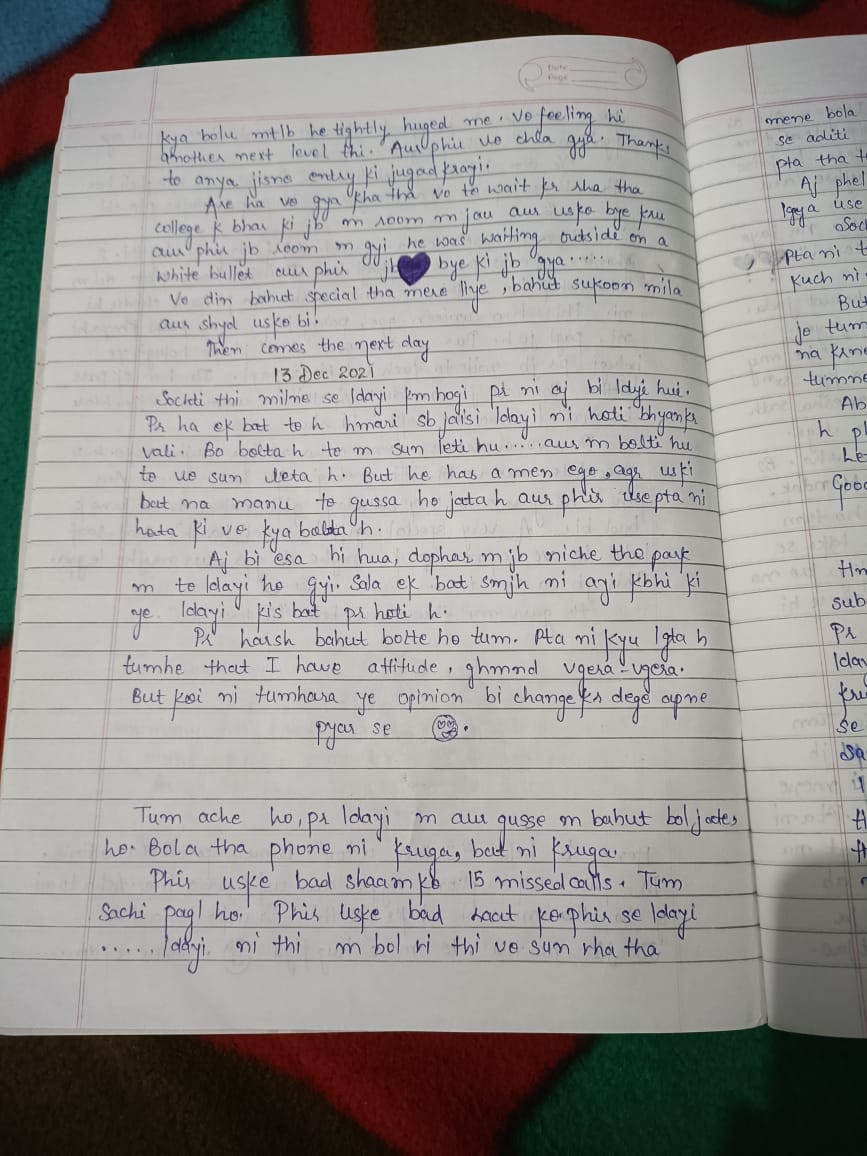 Date
Page
Kya bolu mtlb he tightly huged me. Vo feeling hi
another next level thi. Aur phir vo chla gya. Thanks
to anya jisne entry ki jugad krayi.
Are ha vo gya kha tha vo to wait kr rha tha
college k bhar ki jb m room m jau aur usko bye kru
aur phir jb room m gyi he was waiting outside on a
white bullet aur phir jb bye ki jb gya......
Vo din bahut special tha mere liye, bahut sukoon mila
aur shyd usko bi.
Then comes the next day
13 Dec 2021
Sochti thi milne se ldayi km hogi pr ni aj bi ldyi hui.
Pr ha ek bat to h hmari sb jaisi ldayi ni hoti bhyankr
vali. Bo bolta h to m sun leti hu...... aur m bolti hu
to vo sun leta h. But he has a men ego, agr uski
bat na manu to gussa ho jata h aur phir use pta ni
hota ki ve kya bolta h.
Aj bi esa hi hua, dophar m jb niche the park
m to ldayi ho gyi. Sala ek bat smjh ni ayi kbhi ki
ye ldayi kis bat pr hoti h.
Pr harsh bahut bolte ho tum. Pta ni kyu lgta h
tumhe that I have attitude, ghmnd vgera-vgera.
But koi ni tumhara ye opinion bi change kr dege apne
pyar se
Tum ache ho, pr ldayi m aur gusse m bahut bol jate
ho. Bola tha phone ni kruga, bat ni kruga.
Phir uske bad shaam ko 15 missed calls. Tum
Sachi pagl ho. Phir uske bad raat ko phir se ldayi
...... ldayi ni thi m bol ri thi vo sun rha tha
mene bola
se aditi
pta tha t
Aj phel
lgya use
Soc
pta ni t
Kuch ni
But
jo tum
na krne
tumne
Ab
h pl
Le
Good
Hm
sub
Pr
lda
kru
se